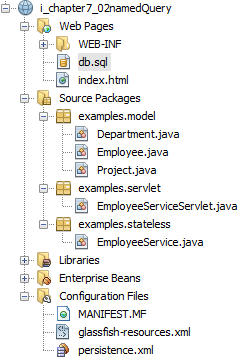 i_chapter7_02namedQuery
Web Pages
WEB-INF
db.sql
index.html
Source Packages
examples.model
Department.java
Employee.java
Project.java
examples.servlet
EmployeeServiceServlet.java
examples.stateless
EmployeeService.java
Libraries
Enterprise Beans
Configuration Files
MANIFEST.MF
glassfish-resources.xml
persistence.xml